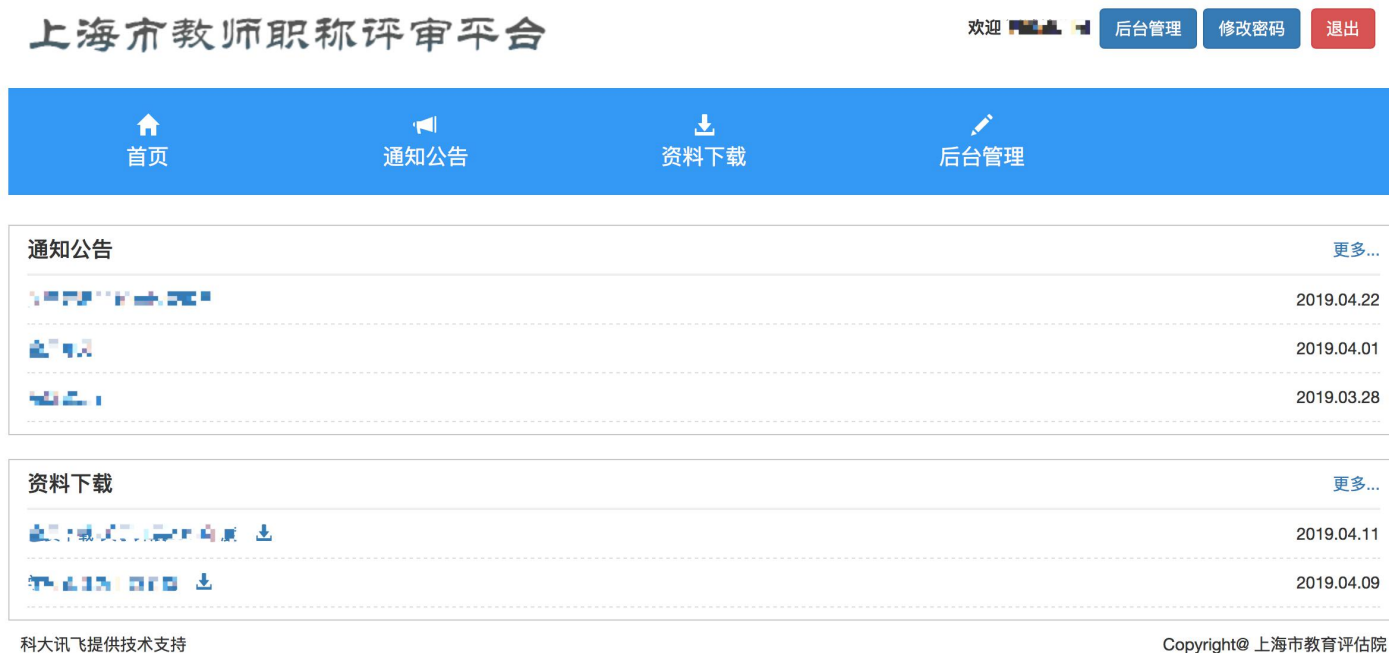 上海市教师职称评审平台
欢迎 后台管理 修改密码 退出
首页 通知公告 资料下载 后台管理
通知公告 更多...
2019.04.22
2019.04.01
2019.03.28
资料下载 更多...
2019.04.11
2019.04.09
科大讯飞提供技术支持 Copyright@ 上海市教育评估院